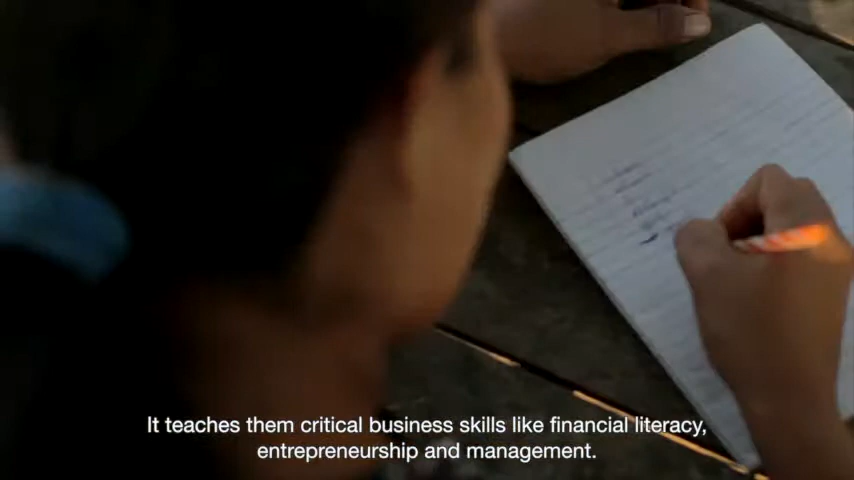 It teaches them critical business skills like financial literacy,
entrepreneurship and management.